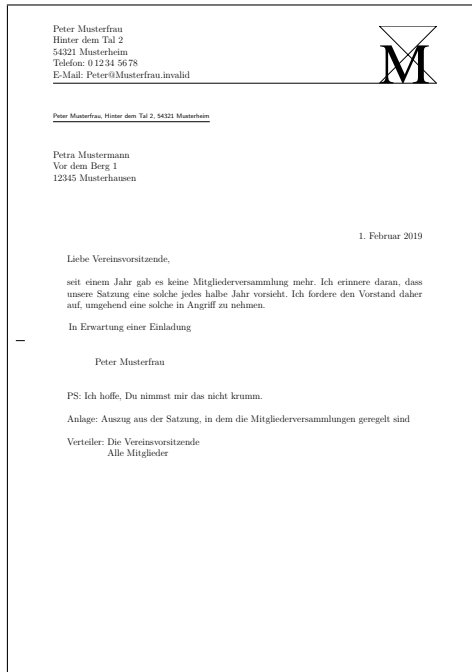 Peter Musterfrau
Hinter dem Tal 2
54321 Musterheim
Telefon: 0 12 34 56 78
E-Mail: Peter@Musterfrau.invalid
M
Peter Musterfrau, Hinter dem Tal 2, 54321 Musterheim
Petra Mustermann
Vor dem Berg 1
12345 Musterhausen
1. Februar 2019
Liebe Vereinsvorsitzende,
seit einem Jahr gab es keine Mitgliederversammlung mehr. Ich erinnere daran, dass
unsere Satzung eine solche jedes halbe Jahr vorsieht. Ich fordere den Vorstand daher
auf, umgehend eine solche in Angriff zu nehmen.
In Erwartung einer Einladung
Peter Musterfrau
PS: Ich hoffe, Du nimmst mir das nicht krumm.
Anlage: Auszug aus der Satzung, in dem die Mitgliederversammlungen geregelt sind
Verteiler: Die Vereinsvorsitzende
Alle Mitglieder